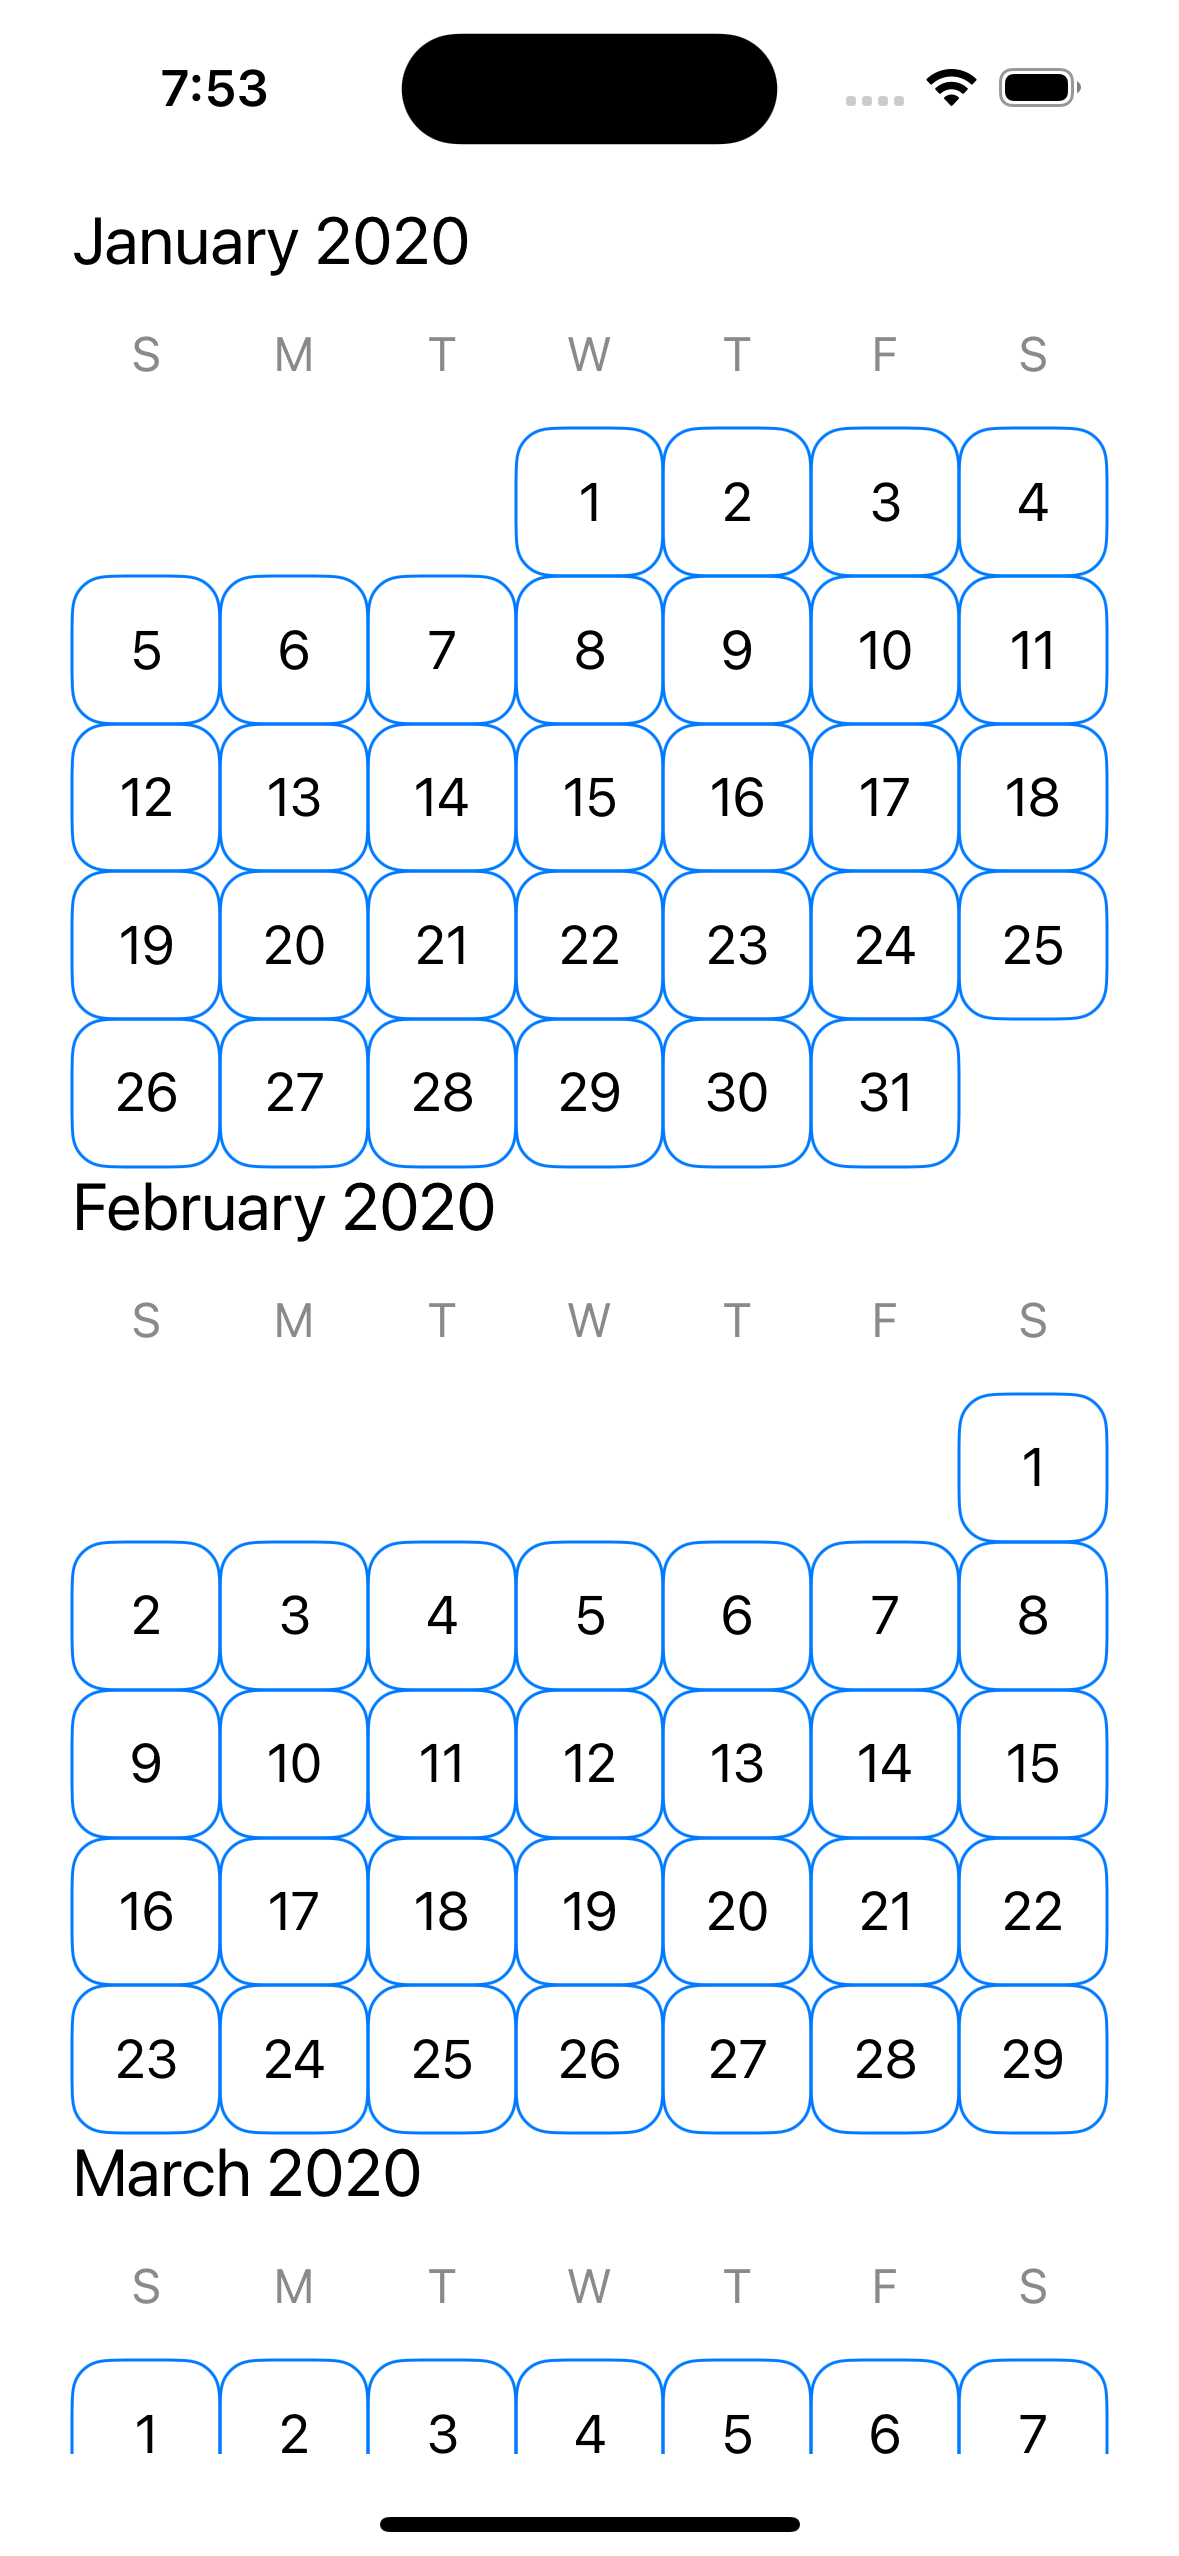 7:53
January 2020
S M T W T F S
1 2 3 4
5 6 7 8 9 10 11
12 13 14 15 16 17 18
19 20 21 22 23 24 25
26 27 28 29 30 31
February 2020
S M T W T F S
1
2 3 4 5 6 7 8
9 10 11 12 13 14 15
16 17 18 19 20 21 22
23 24 25 26 27 28 29
March 2020
S M T W T F S
1 2 3 4 5 6 7